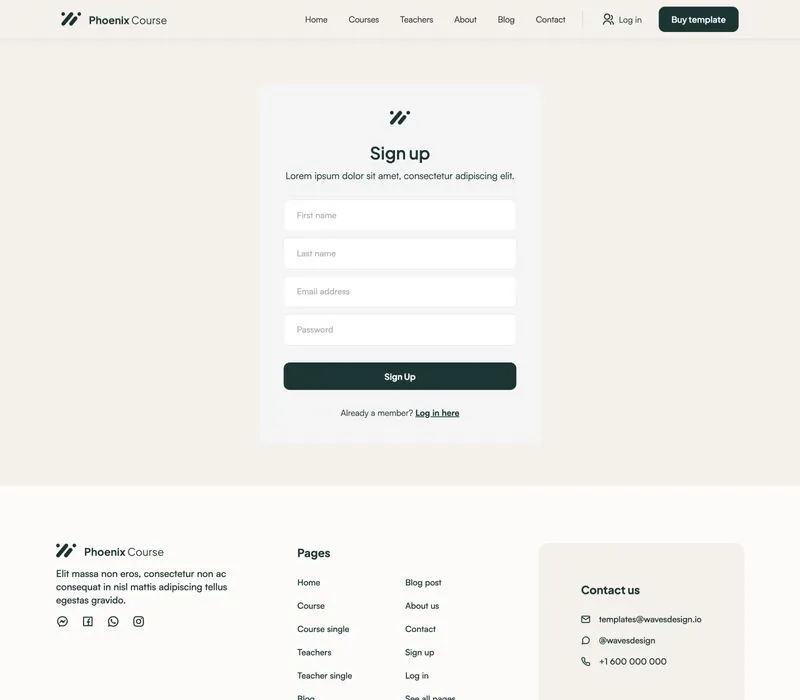 Phoenix Course
Home
Courses
Teachers
About
Blog
Contact
Log in
Buy template
Sign up
Lorem ipsum dolor sit amet, consectetur adipiscing elit.
First name
Last name
Email address
Password
Sign Up
Already a member? Log in here
Phoenix Course
Elit massa non eros, consectetur non ac
consequat in nisl mattis adipiscing tellus
egestas gravido.
Pages
Home
Course
Course single
Teachers
Teacher single
Blog
Blog post
About us
Contact
Sign up
Log in
See all pages
Contact us
templates@wavesdesign.io
@wavesdesign
+1 600 000 000